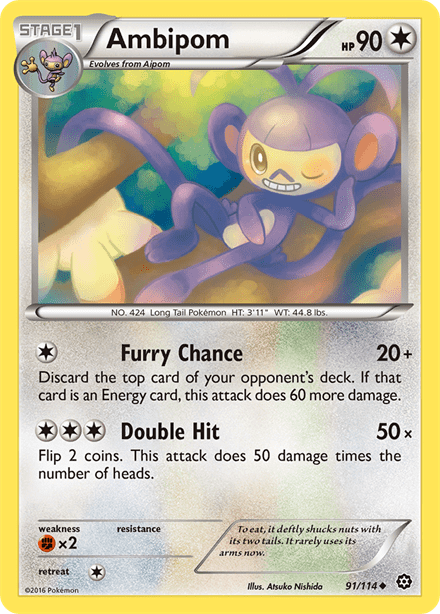 STAGE1
Ambipom
HP 90
Evolves from Aipom
NO. 424 Long Tail Pokémon HT: 3'11" WT: 44.8 lbs.
Furry Chance 20+
Discard the top card of your opponent's deck. If that
card is an Energy card, this attack does 60 more damage.
Double Hit 50×
Flip 2 coins. This attack does 50 damage times the
number of heads.
weakness resistance
×2
retreat
To eat, it deftly shucks nuts with
its two tails. It rarely uses its
arms now.
©2016 Pokémon
Illus. Atsuko Nishida
91/114